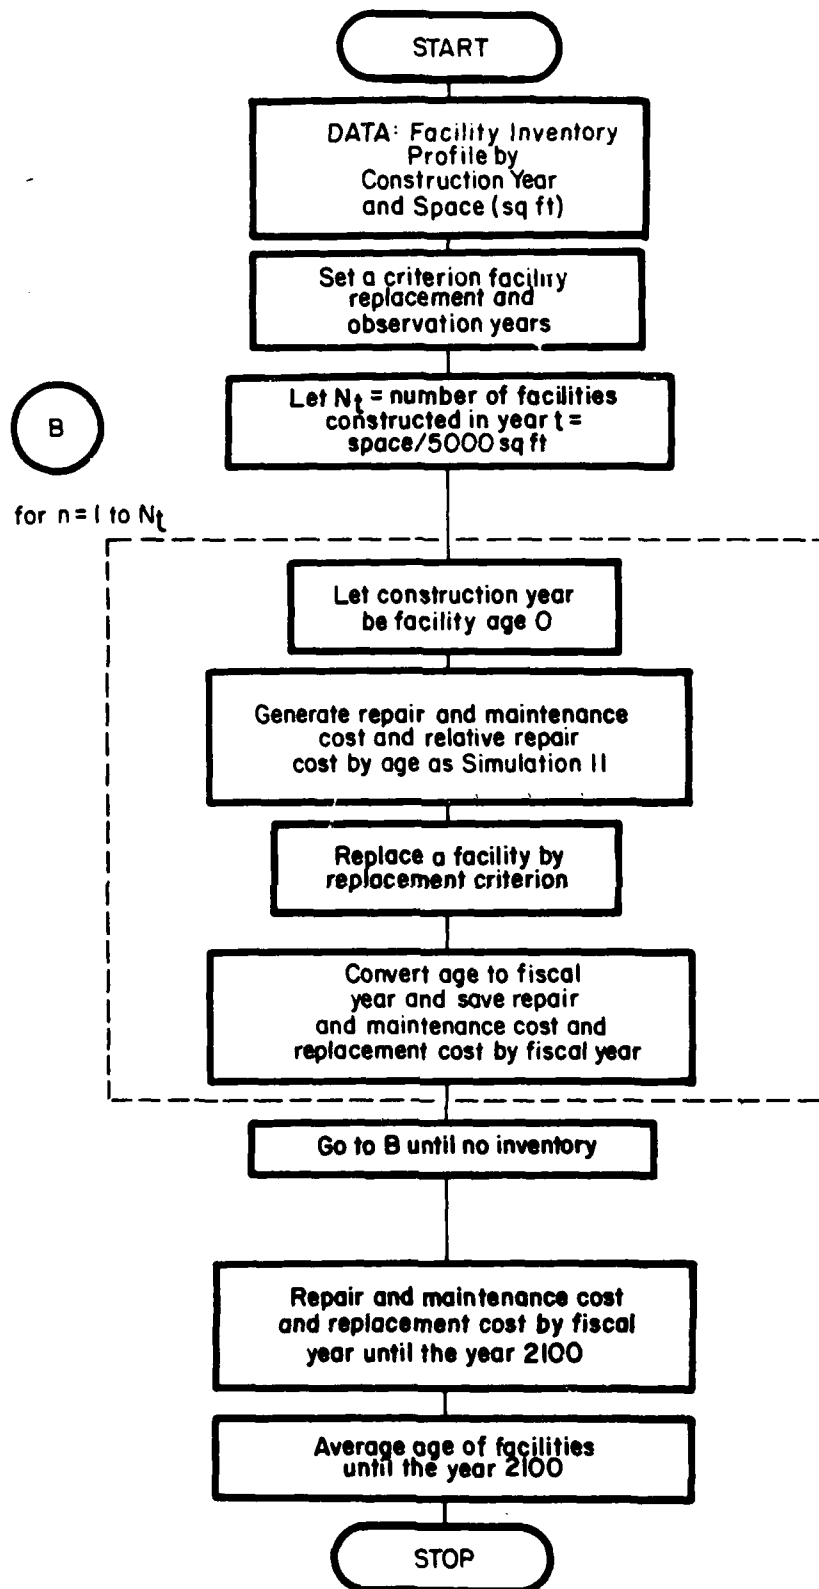 START
DATA: Facility Inventory
Profile by
Construction Year
and Space (sq ft)
Set a criterion facility
replacement and
observation years
Let Nt = number of facilities
constructed in year t =
space/5000 sq ft
B
for n = 1 to Nt
Let construction year
be facility age 0
Generate repair and maintenance
cost and relative repair
cost by age as Simulation II
Replace a facility by
replacement criterion
Convert age to fiscal
year and save repair
and maintenance cost and
replacement cost by fiscal year
Go to B until no inventory
Repair and maintenance cost
and replacement cost by fiscal
year until the year 2100
Average age of facilities
until the year 2100
STOP